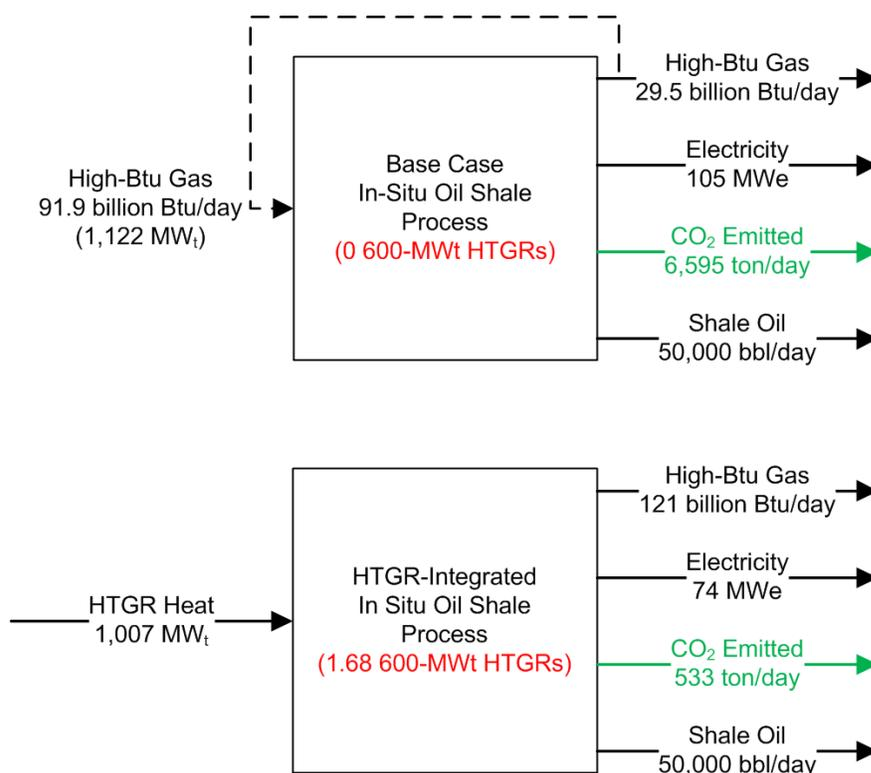 High-Btu Gas
91.9 billion Btu/day
(1,122 MWₜ)
Base Case
In-Situ Oil Shale
Process
(0 600-MWt HTGRs)
High-Btu Gas
29.5 billion Btu/day
Electricity
105 MWe
CO₂ Emitted
6,595 ton/day
Shale Oil
50,000 bbl/day
HTGR Heat
1,007 MWₜ
HTGR-Integrated
In Situ Oil Shale
Process
(1.68 600-MWt HTGRs)
High-Btu Gas
121 billion Btu/day
Electricity
74 MWe
CO₂ Emitted
533 ton/day
Shale Oil
50,000 bbl/day